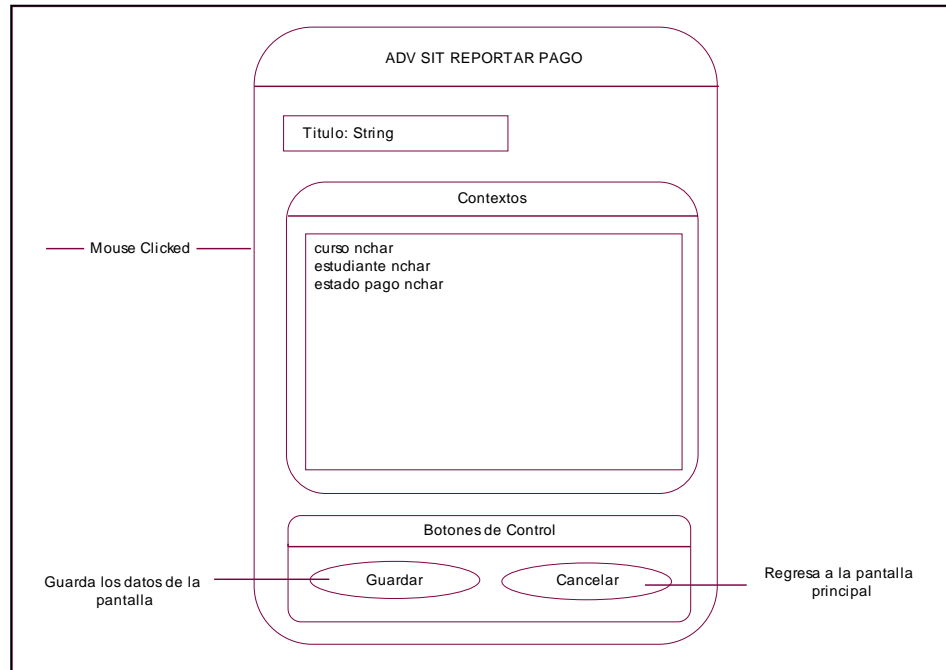 ADV SIT REPORTAR PAGO
Titulo: String
Contextos
Mouse Clicked
curso nchar
estudiante nchar
estado pago nchar
Botones de Control
Guardar
Cancelar
Guarda los datos de la
pantalla
Regresa a la pantalla
principal